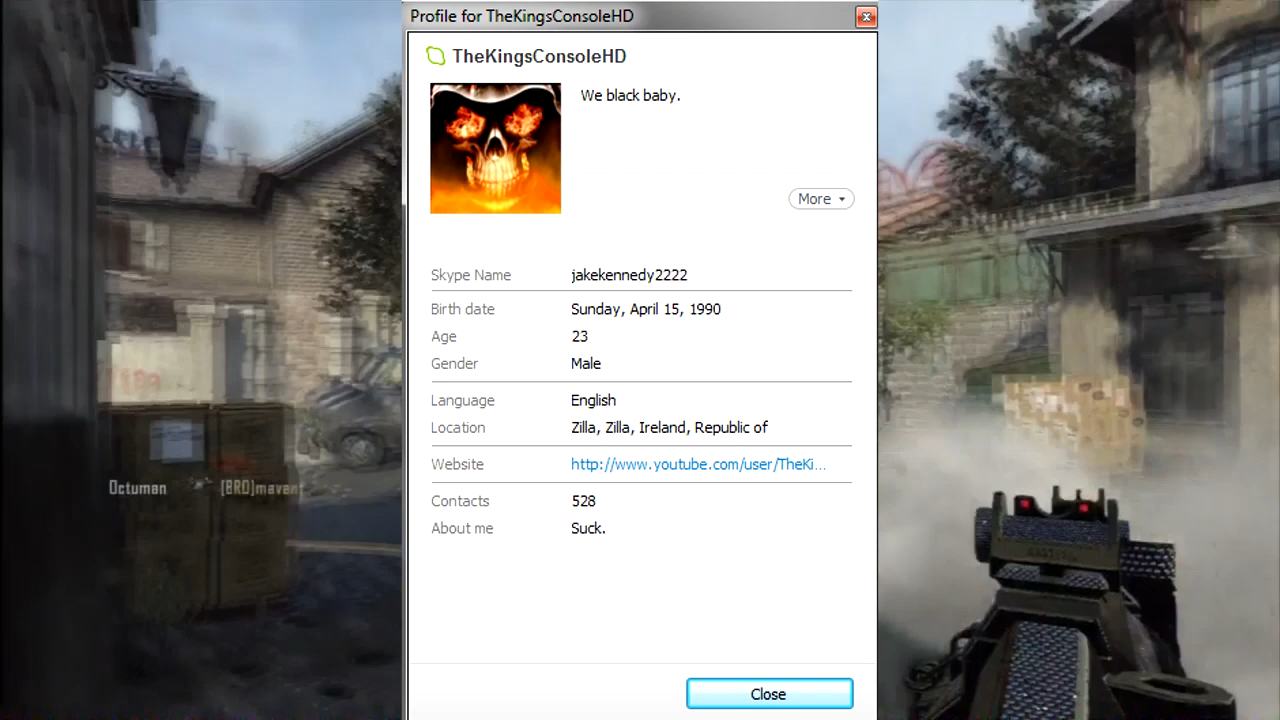 Profile for TheKingsConsoleHD
TheKingsConsoleHD
We black baby.
More
Skype Name jakekennedy2222
Birth date Sunday, April 15, 1990
Age 23
Gender Male
Language English
Location Zilla, Zilla, Ireland, Republic of
Website http://www.youtube.com/user/TheKi...
Contacts 528
About me Suck.
Octuman [BRO]mavant
Close